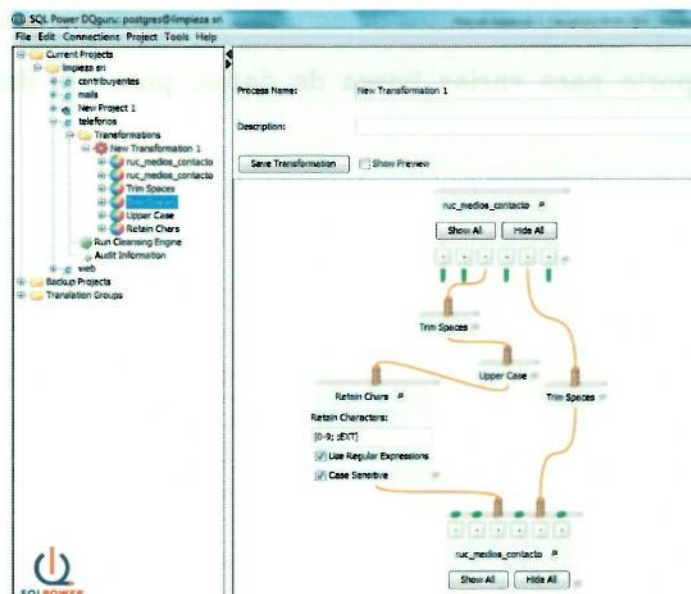 SQL Power DQguru: postgres@limpieza sri
File Edit Connections Project Tools Help
Current Projects
limpieza sri
contribuyentes
mails
New Project 1
telefonos
Transformations
New Transformation 1
ruc_medios_contacto
ruc_medios_contacto
Trim Spaces
Trim Spaces
Upper Case
Retain Chars
Run Cleansing Engine
Audit Information
web
Backup Projects
Translation Groups
SQLPOWER
Process Name: New Transformation 1
Description:
Save Transformation Show Preview
ruc_medios_contacto
Show All Hide All
Trim Spaces
Upper Case
Trim Spaces
Retain Chars
Retain Characters:
[0-9; ;EXT]
Use Regular Expressions
Case Sensitive
ruc_medios_contacto
Show All Hide All